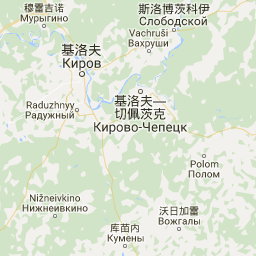 穆雷吉诺
Мурыгино
斯洛博茨科伊
Слободской
Vachruši
Вахруши
基洛夫
Киров
Raduzhnyy
Радужный
基洛夫—
切佩茨克
Кирово-Чепецк
Polom
Полом
Nižneivkino
Нижнеивкино
沃日加雷
Вожгалы
库苗内
Кумены